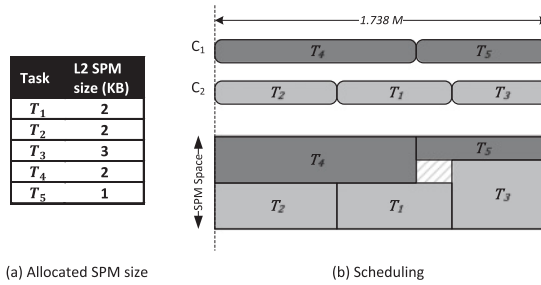 1.738 M
C1
T4
T5
C2
T2
T1
T3
Task L2 SPM size (KB)
T1 2
T2 2
T3 3
T4 2
T5 1
SPM Space
T4
T5
T2
T1
T3
(a) Allocated SPM size
(b) Scheduling